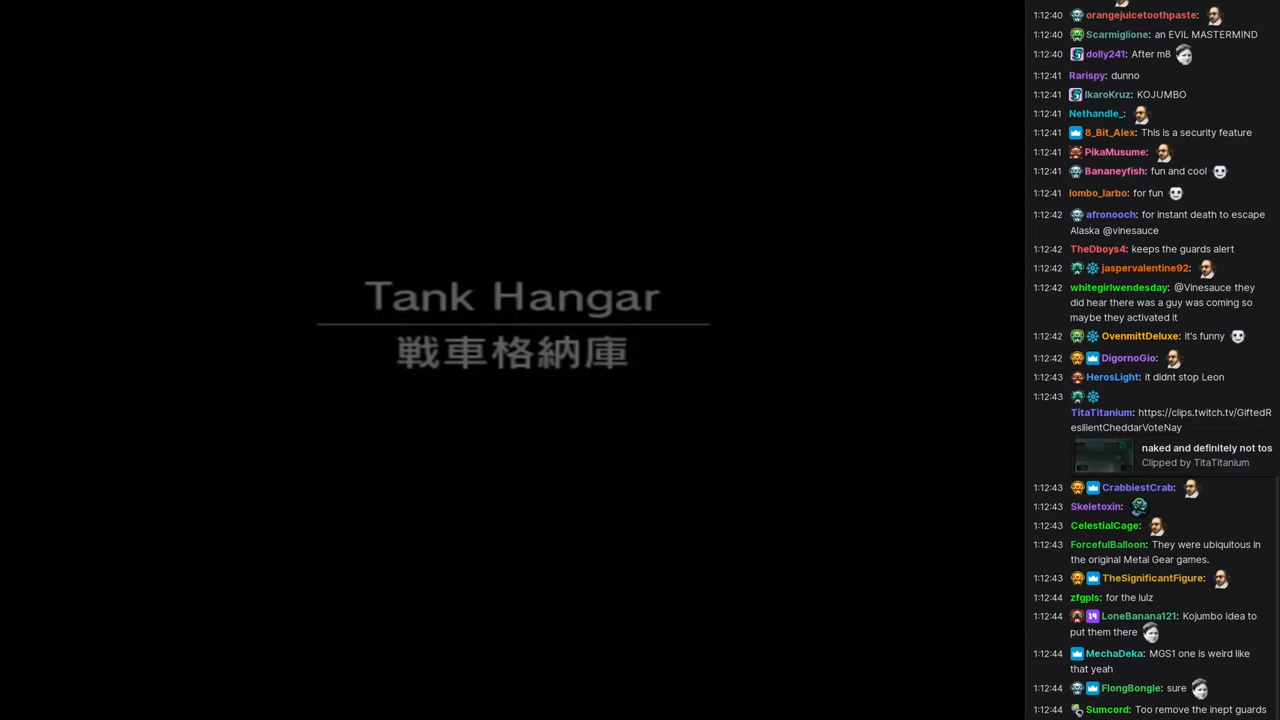 Tank Hangar
戦車格納庫
1:12:40 orangejuicetoothpaste:
1:12:40 Scarmiglione: an EVIL MASTERMIND
1:12:40 dolly241: After m8
1:12:41 Rarispy: dunno
1:12:41 IkaroKruz: KOJUMBO
1:12:41 Nethandle_:
1:12:41 8_Bit_Alex: This is a security feature
1:12:41 PikaMusume:
1:12:41 Bananeyfish: fun and cool
1:12:41 lombo_larbo: for fun
1:12:42 afronooch: for instant death to escape
Alaska @vinesauce
1:12:42 TheDboys4: keeps the guards alert
1:12:42 jaspervalentine92:
1:12:42 whitegirlwendesday: @Vinesauce they
did hear there was a guy was coming so
maybe they activated it
1:12:42 OvenmittDeluxe: it's funny
1:12:42 DigornoGio:
1:12:43 HerosLight: it didnt stop Leon
1:12:43
TitaTitanium: https://clips.twitch.tv/GiftedR
esilientCheddarVoteNay
naked and definitely not tos
Clipped by TitaTitanium
1:12:43 CrabbiestCrab:
1:12:43 Skeletoxin:
1:12:43 CelestialCage:
1:12:43 ForcefulBalloon: They were ubiquitous in
the original Metal Gear games.
1:12:43 TheSignificantFigure:
1:12:44 zfgpls: for the lulz
1:12:44 LoneBanana121: Kojumbo Idea to
put them there
1:12:44 MechaDeka: MGS1 one is weird like
that yeah
1:12:44 FlongBongle: sure
1:12:44 Sumcord: Too remove the inept guards